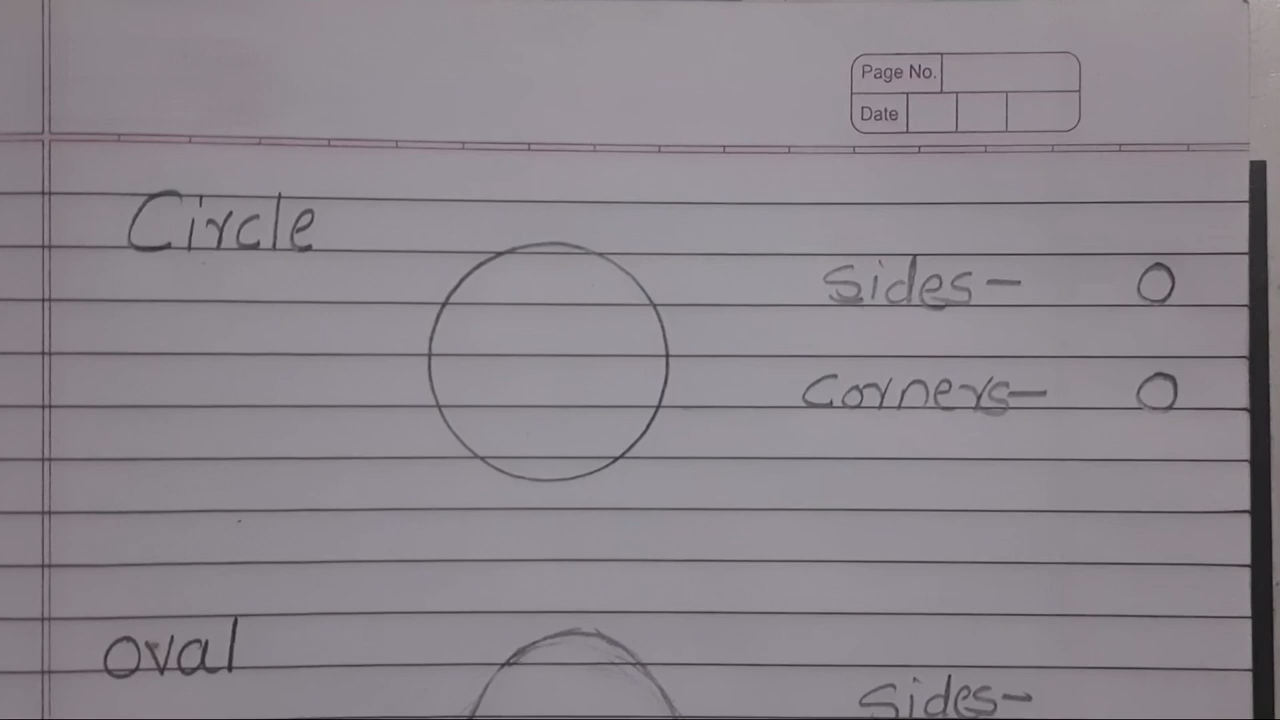 Page No.
Date
Circle
Sides- 0
Corners- 0
oval
Sides-